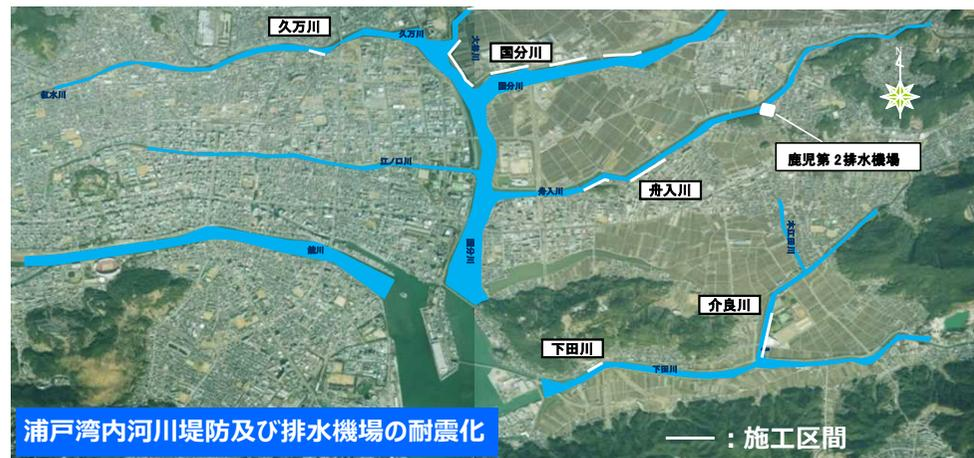 久万川
久万川
国分川
国分川
紅水川
江ノ口川
鹿児第2排水機場
舟入川
舟入川
国分川
鏡川
介良川
下田川
下田川
浦戸湾内河川堤防及び排水機場の耐震化
：施工区間
N